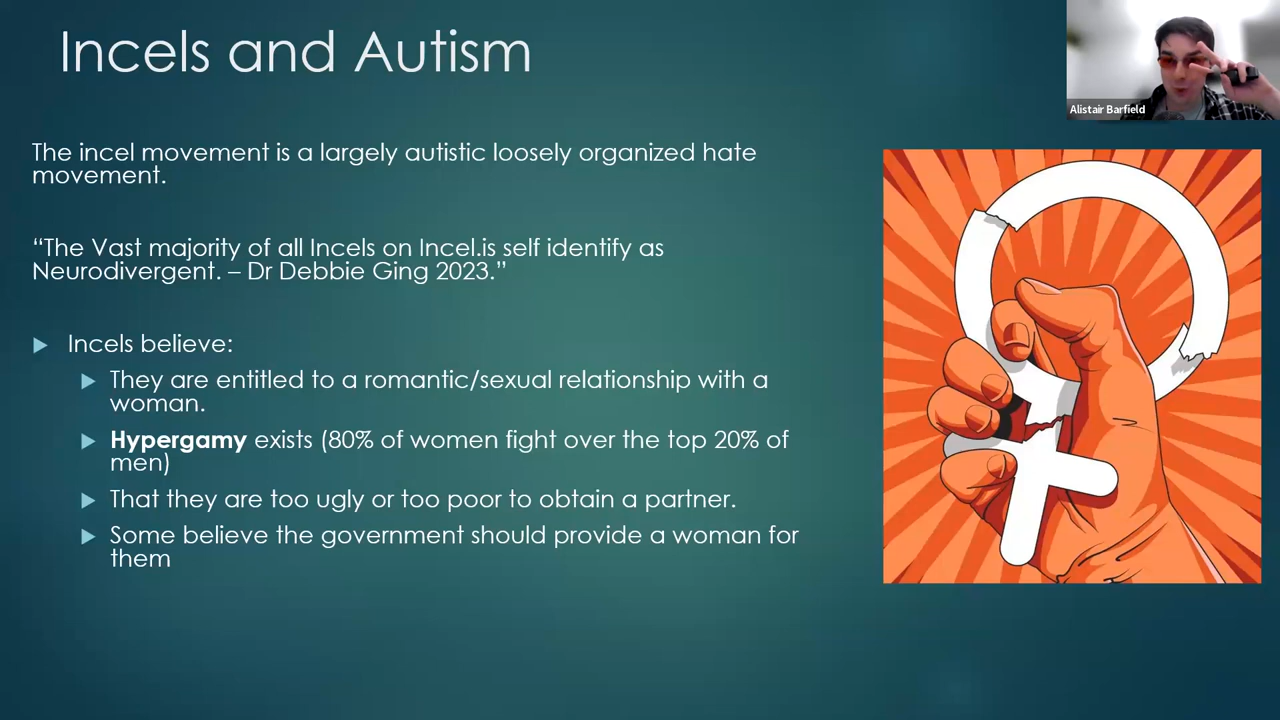 Incels and Autism
Alistair Barfield
The incel movement is a largely autistic loosely organized hate
movement.
“The Vast majority of all Incels on Incel.is self identify as
Neurodivergent. – Dr Debbie Ging 2023.”
Incels believe:
They are entitled to a romantic/sexual relationship with a
woman.
Hypergamy exists (80% of women fight over the top 20% of
men)
That they are too ugly or too poor to obtain a partner.
Some believe the government should provide a woman for
them